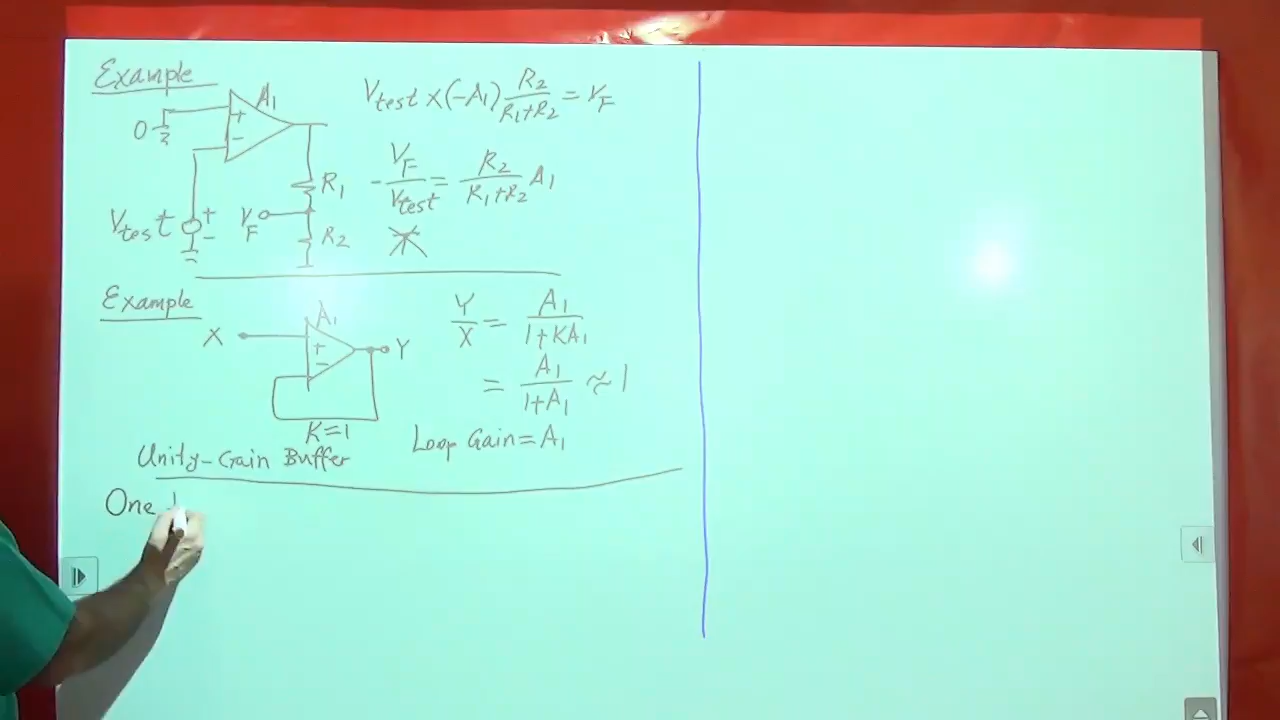 Example
A1
Vtest x(-A1) R2 / R1+R2 = VF
+
0
-
- VF / Vtest = R2 / R1+R2 A1
R1
Vtest + -
VF
R2
Example
A1
X
+
-
Y
Y / X = A1 / 1+KA1
= A1 / 1+A1 ≈ 1
K=1
Loop Gain = A1
Unity-Gain Buffer
One